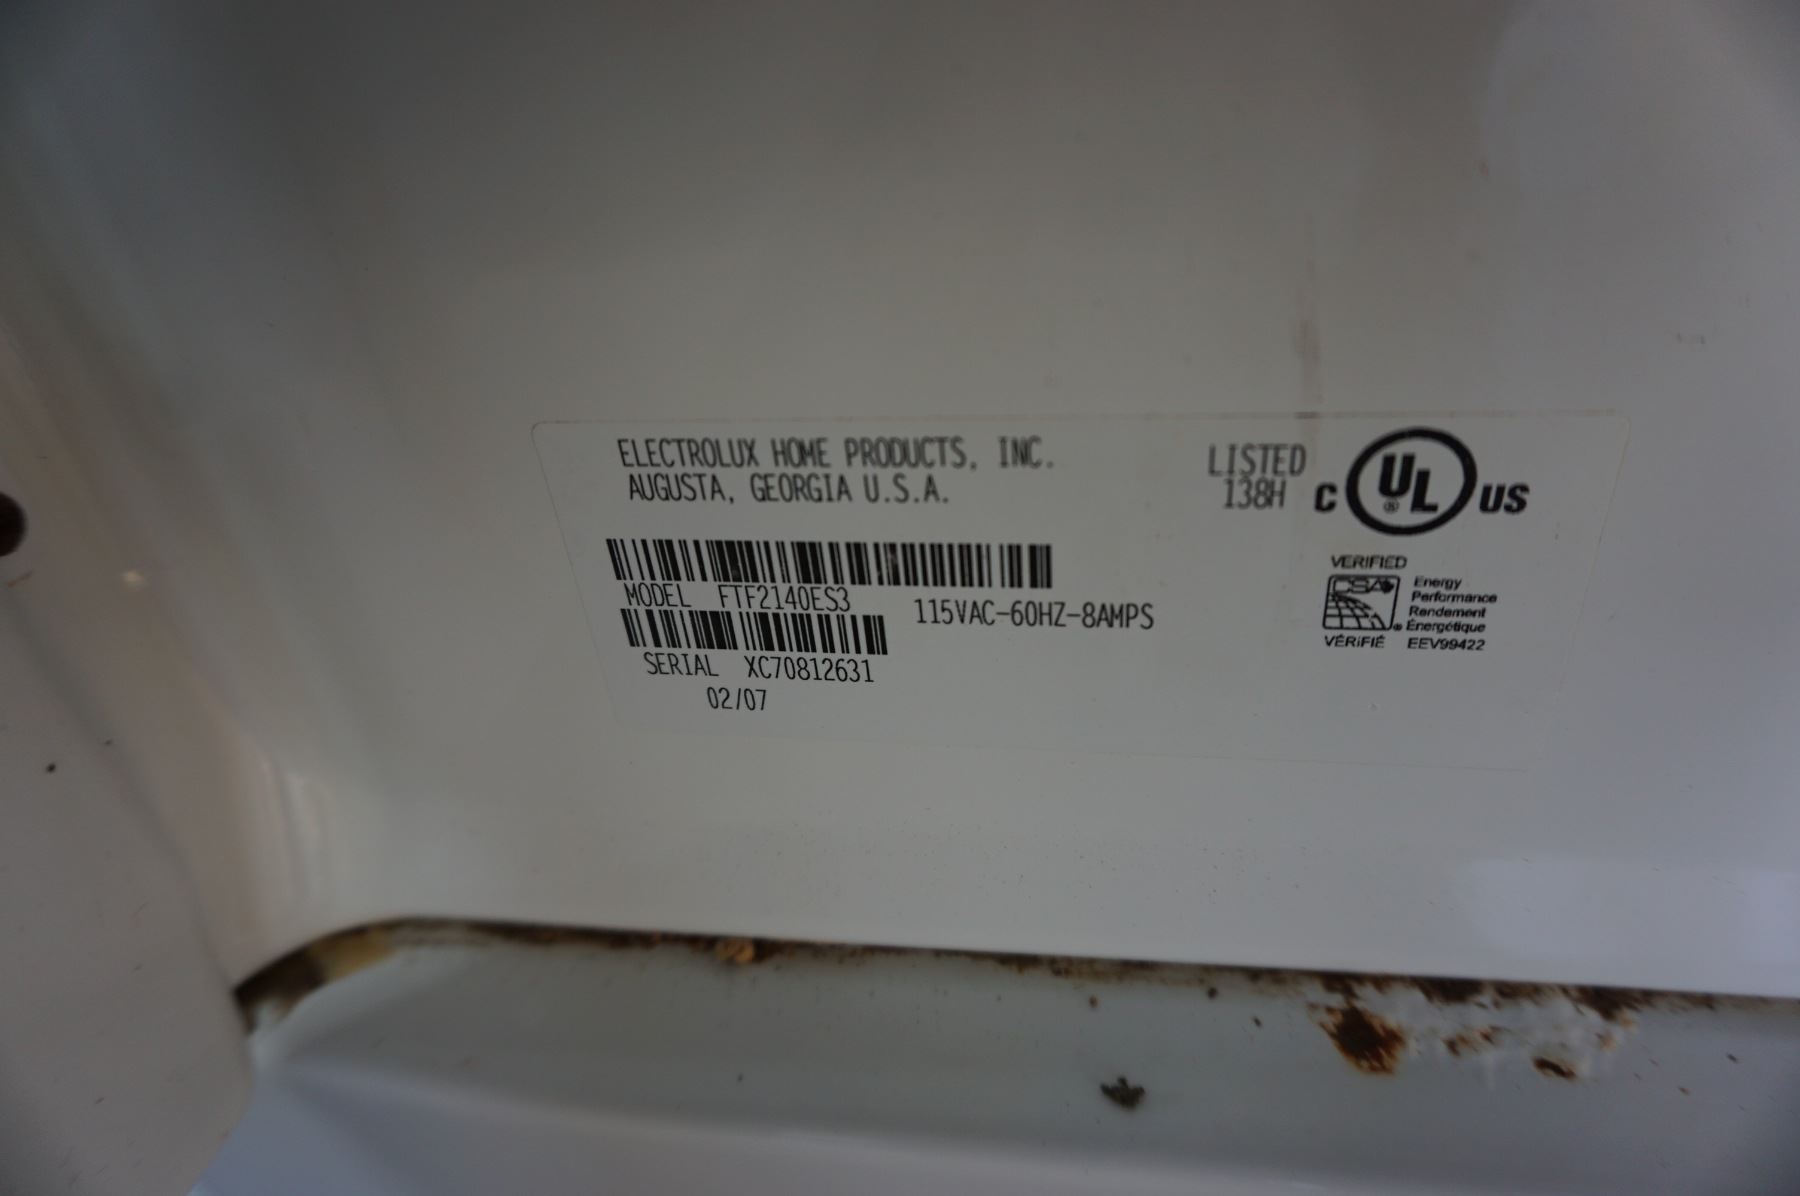 ELECTROLUX HOME PRODUCTS, INC.
AUGUSTA, GEORGIA U.S.A.
LISTED
138H
C UL® US
MODEL FTF2140ES3
115VAC-60HZ-8AMPS
SERIAL XC70812631
02/07
VERIFIED
CSA®
Energy
Performance
Rendement
Énergétique
VÉRIFIÉ EEV99422